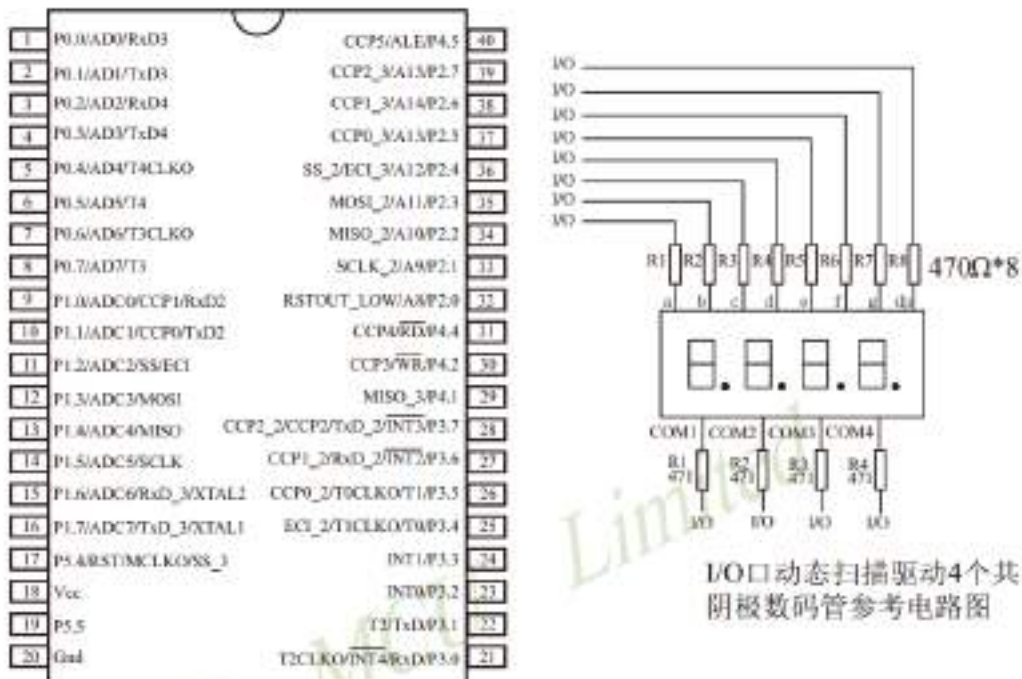 1 P0.0/AD0/RxD3
2 P0.1/AD1/TxD3
3 P0.2/AD2/RxD4
4 P0.3/AD3/TxD4
5 P0.4/AD4/T4CLKO
6 P0.5/AD5/T4
7 P0.6/AD6/T3CLKO
8 P0.7/AD7/T3
9 P1.0/ADC0/CCP1/RxD2
10 P1.1/ADC1/CCP0/TxD2
11 P1.2/ADC2/SS/ECI
12 P1.3/ADC3/MOSI
13 P1.4/ADC4/MISO
14 P1.5/ADC5/SCLK
15 P1.6/ADC6/RxD_3/XTAL2
16 P1.7/ADC7/TxD_3/XTAL1
17 P5.4/RST/MCLKO/SS_3
18 Vcc
19 P5.5
20 Gnd
CCP5/ALE/P4.5 40
CCP2_3/A15/P2.7 39
CCP1_3/A14/P2.6 38
CCP0_3/A13/P2.5 37
SS_2/ECI_3/A12/P2.4 36
MOSI_2/A11/P2.3 35
MISO_2/A10/P2.2 34
SCLK_2/A9/P2.1 33
RSTOUT_LOW/A8/P2.0 32
CCP4/RD/P4.4 31
CCP3/WR/P4.2 30
MISO_3/P4.1 29
CCP2_2/CCP2/TxD_2/INT3/P3.7 28
CCP1_2/RxD_2/INT2/P3.6 27
CCP0_2/T0CLKO/T1/P3.5 26
ECI_2/T1CLKO/T0/P3.4 25
INT1/P3.3 24
INT0/P3.2 23
T2/TxD/P3.1 22
T2CLKO/INT4/RxD/P3.0 21
I/O
I/O
I/O
I/O
I/O
I/O
I/O
I/O
R1 R2 R3 R4 R5 R6 R7 R8 470Ω*8
a b c d e f g dp
8. 8. 8. 8.
COM1 COM2 COM3 COM4
R1 R2 R3 R4
471 471 471 471
I/O I/O I/O I/O
I/O口动态扫描驱动4个共
阴极数码管参考电路图
MCU Limited